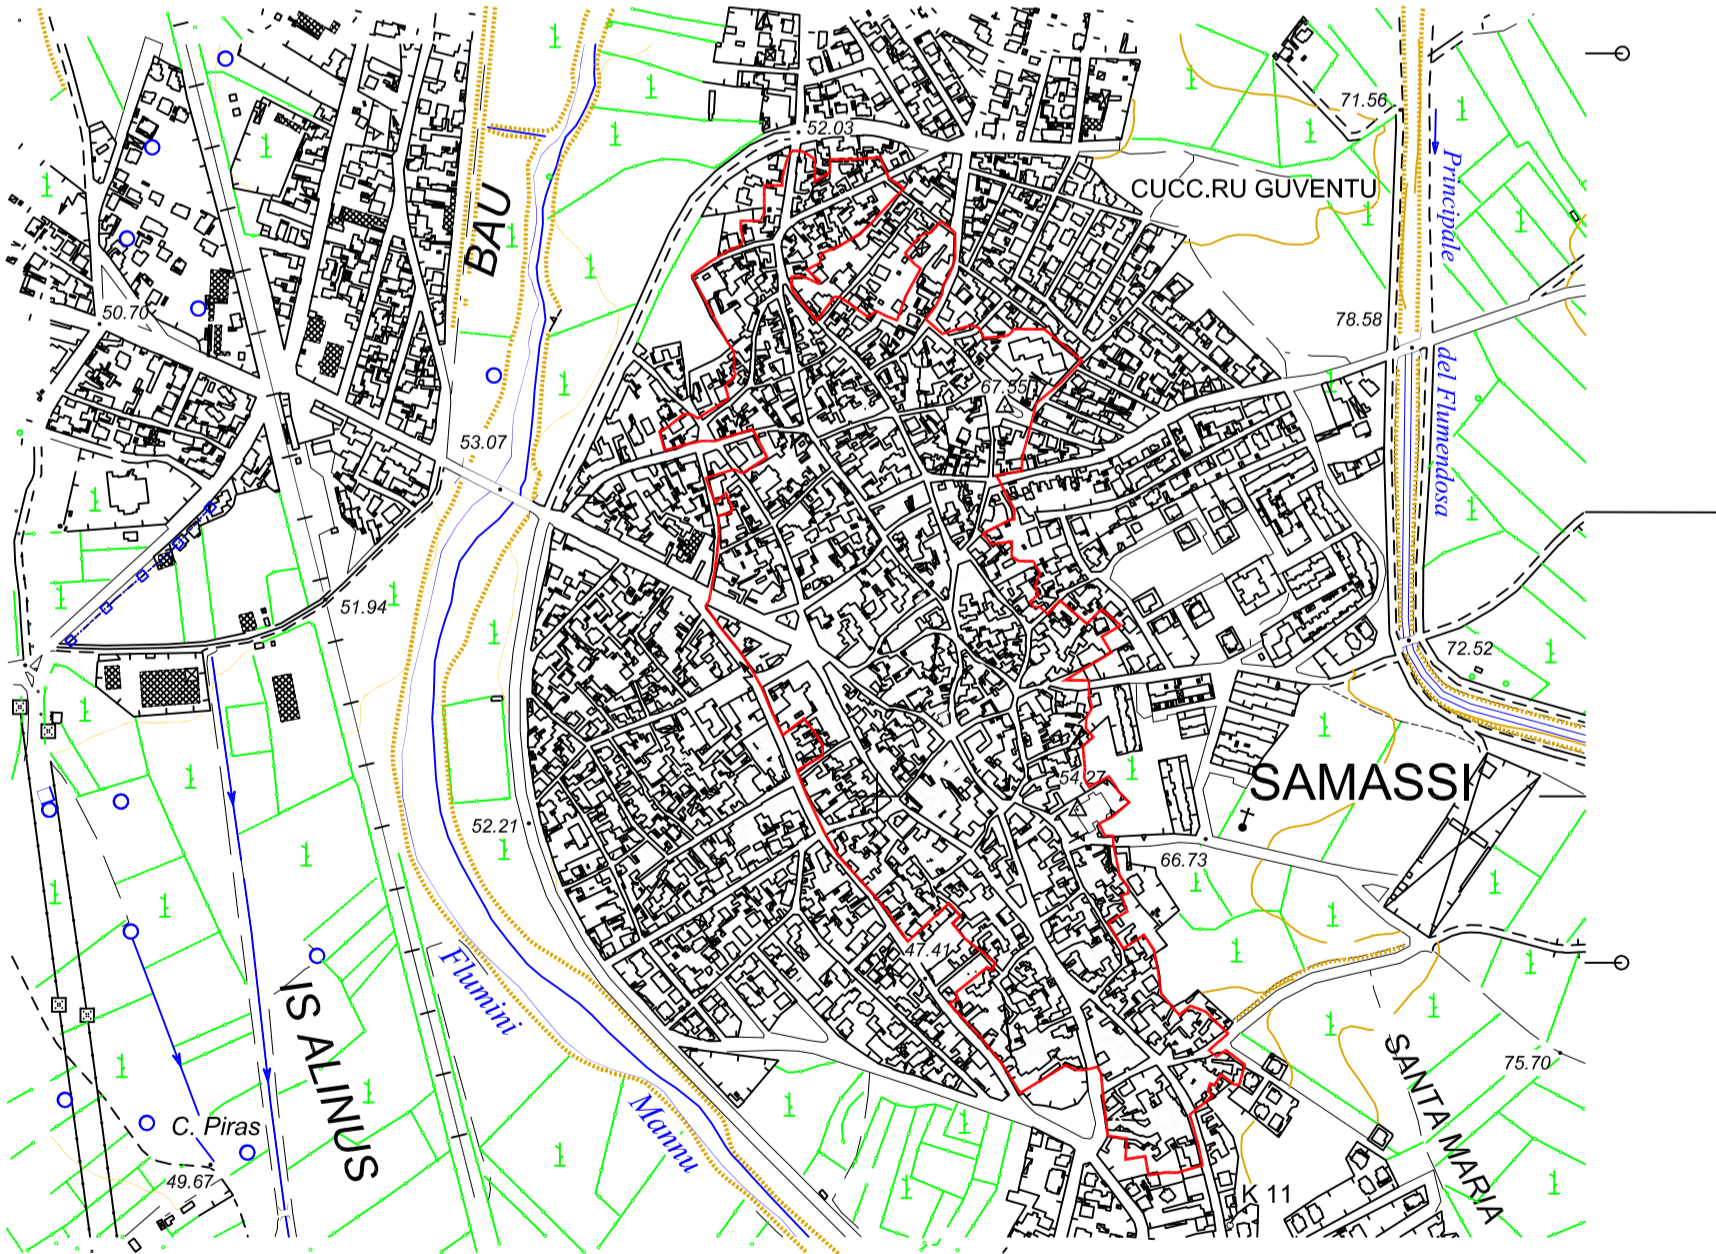 71.56
52.03
Principale
CUCC.RU GUVENTU
BAU
50.70
78.58
del Flumendosa
67.55
53.07
51.94
72.52
SAMASSI
54.27
52.21
66.73
47.41
Flumini
IS ALINUS
SANTA MARIA
75.70
Mannu
C. Piras
49.67
K 11